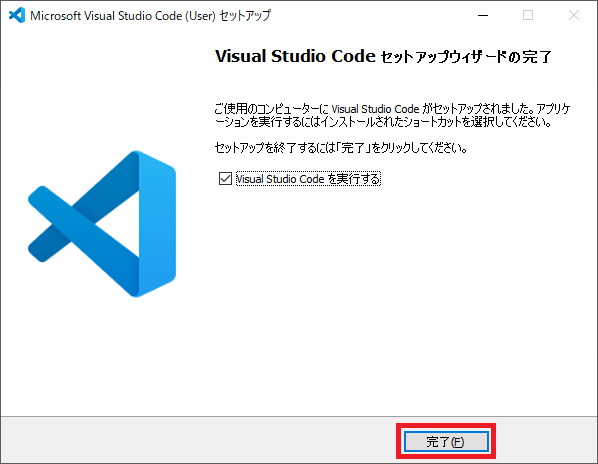 Microsoft Visual Studio Code (User) セットアップ
Visual Studio Code セットアップウィザードの完了
ご使用のコンピューターに Visual Studio Code がセットアップされました。アプリケ
ーションを実行するにはインストールされたショートカットを選択してください。
セットアップを終了するには「完了」をクリックしてください。
Visual Studio Code を実行する
完了(F)